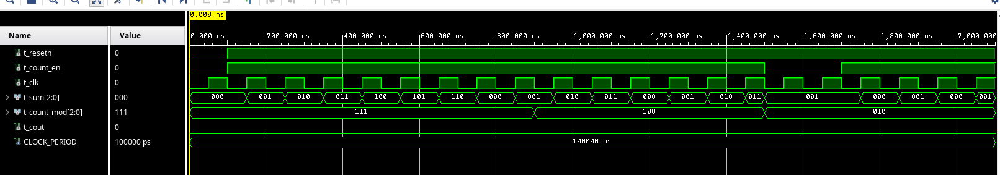 0.000 ns
Name Value
0.000 ns 200.000 ns 400.000 ns 600.000 ns 800.000 ns 1,000.000 ns 1,200.000 ns 1,400.000 ns 1,600.000 ns 1,800.000 ns 2,000.000
t_resetn 0
t_count_en 0
t_clk 0
t_sum[2:0] 000 000 001 010 011 100 101 110 000 001 010 011 000 001 010 011 001 000 001 000 001
t_count_mod[2:0] 111 111 100 010
t_cout 0
CLOCK_PERIOD 100000 ps 100000 ps